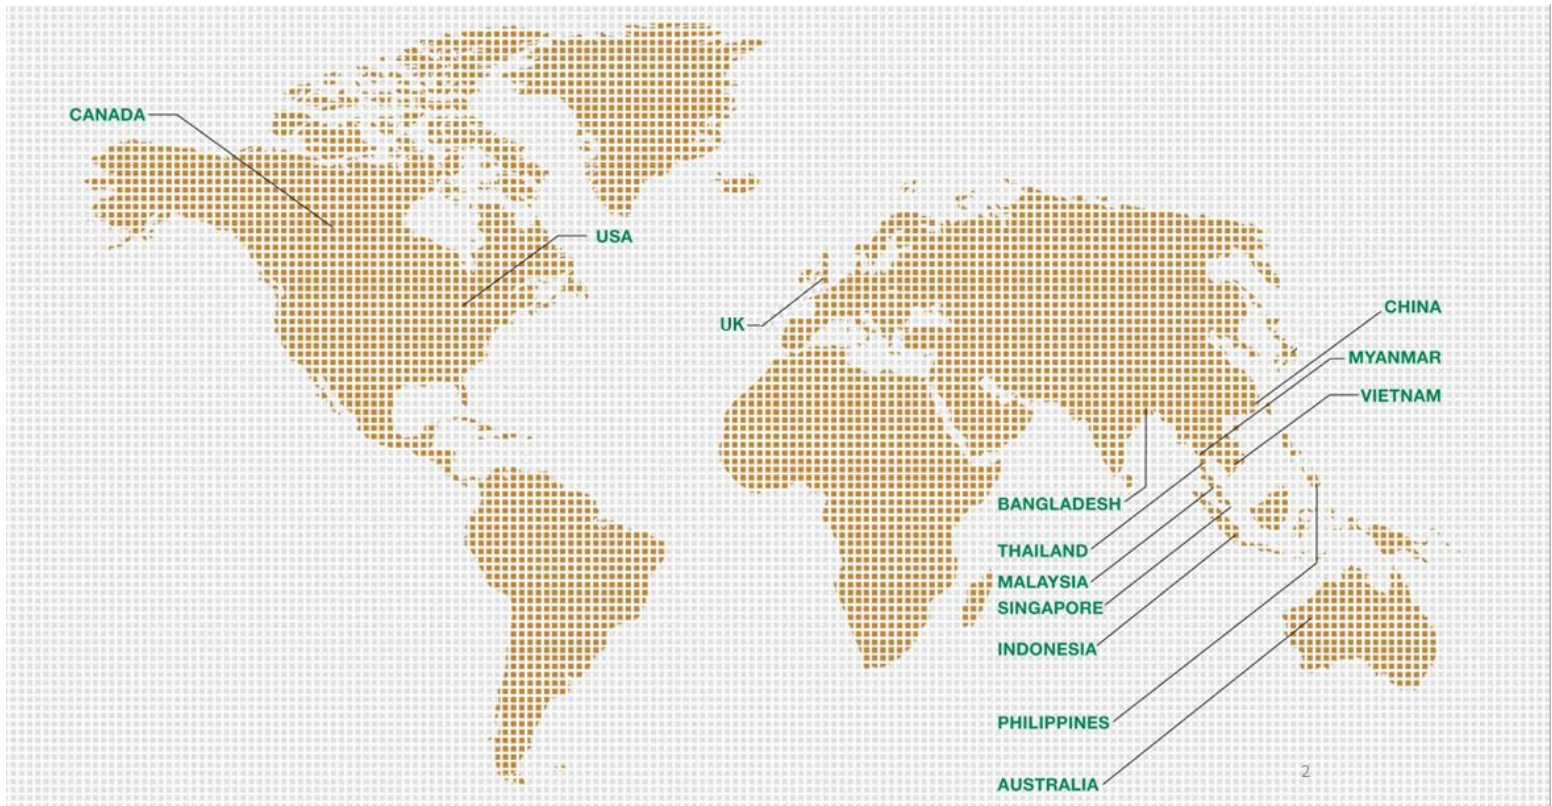 CANADA
USA
UK
CHINA
MYANMAR
VIETNAM
BANGLADESH
THAILAND
MALAYSIA
SINGAPORE
INDONESIA
PHILIPPINES
2
AUSTRALIA